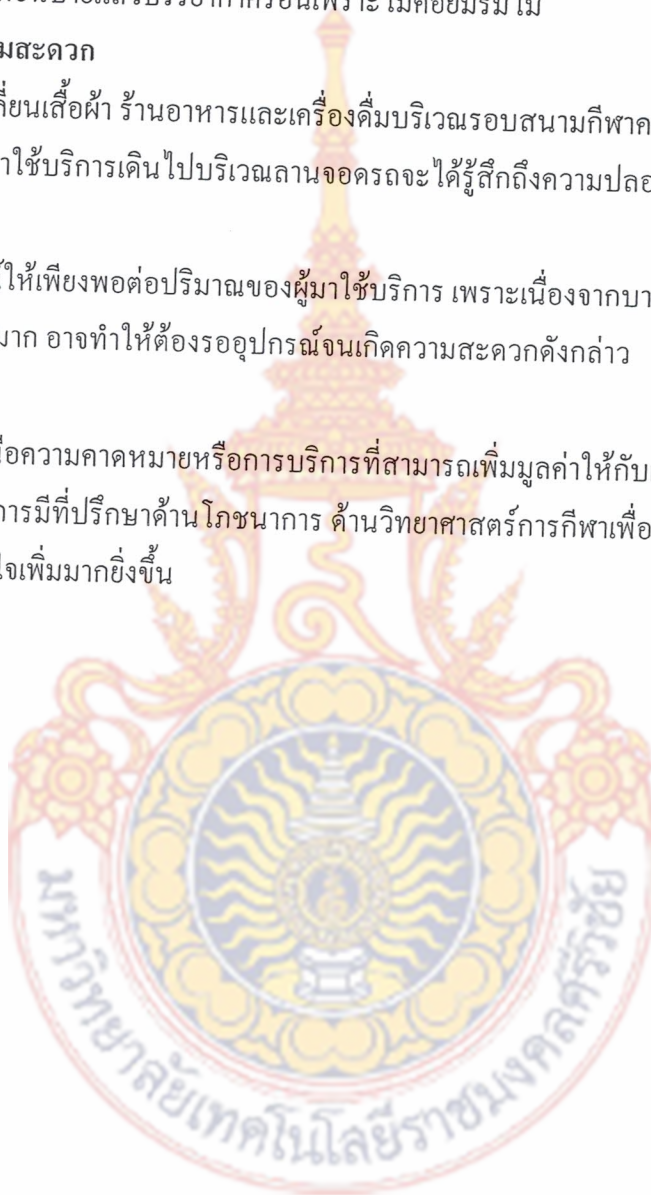 มสะดวก
ลี่ยนเสื้อผ้า ร้านอาหารและเครื่องดื่มบริเวณรอบสนามกีฬาค
าใช้บริการเดินไปบริเวณลานจอดรถจะได้รู้สึกถึงความปลอ
์ให้เพียงพอต่อปริมาณของผู้มาใช้บริการ เพราะเนื่องจากบา
มาก อาจทำให้ต้องรออุปกรณ์จนเกิดความสะดวกดังกล่าว
ือความคาดหมายหรือการบริการที่สามารถเพิ่มมูลค่าให้กับ
การมีที่ปรึกษาด้านโภชนาการ ด้านวิทยาศาสตร์การกีฬาเพื่อ
ใจเพิ่มมากยิ่งขึ้น
มหาวิทยาลัยเทคโนโลยีราชมงคลศรีวิชัย